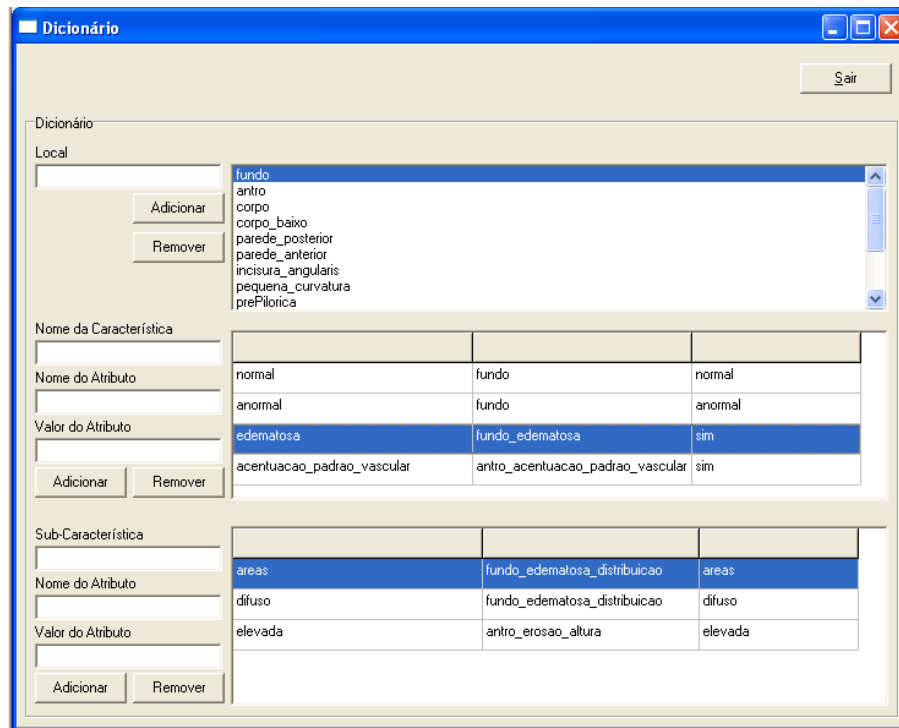 Dicionário
Sair
Dicionário
Local
fundo
antro
corpo
corpo_baixo
parede_posterior
parede_anterior
incisura_angularis
pequena_curvatura
prePilorica
Adicionar
Remover
Nome da Característica
Nome do Atributo
Valor do Atributo
Adicionar Remover
normal fundo normal
anormal fundo anormal
edematosa fundo_edematosa sim
acentuacao_padrao_vascular antro_acentuacao_padrao_vascular sim
Sub-Característica
Nome do Atributo
Valor do Atributo
Adicionar Remover
areas fundo_edematosa_distribuicao areas
difuso fundo_edematosa_distribuicao difuso
elevada antro_erosao_altura elevada